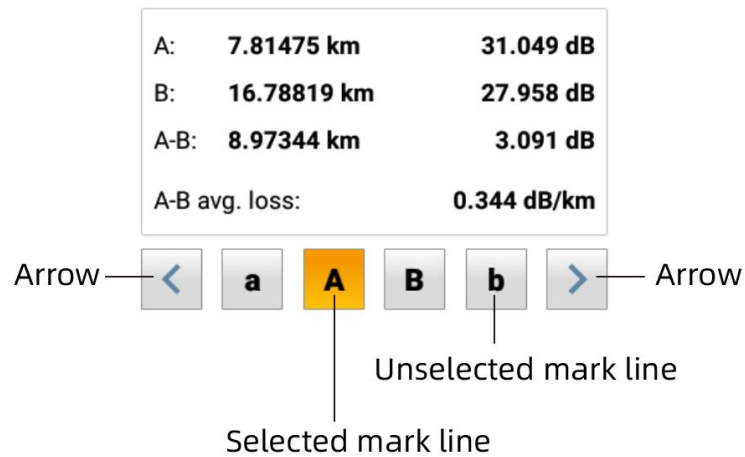 A: 7.81475 km 31.049 dB
B: 16.78819 km 27.958 dB
A-B: 8.97344 km 3.091 dB
A-B avg. loss: 0.344 dB/km
Arrow < a A B b > Arrow
Unselected mark line
Selected mark line